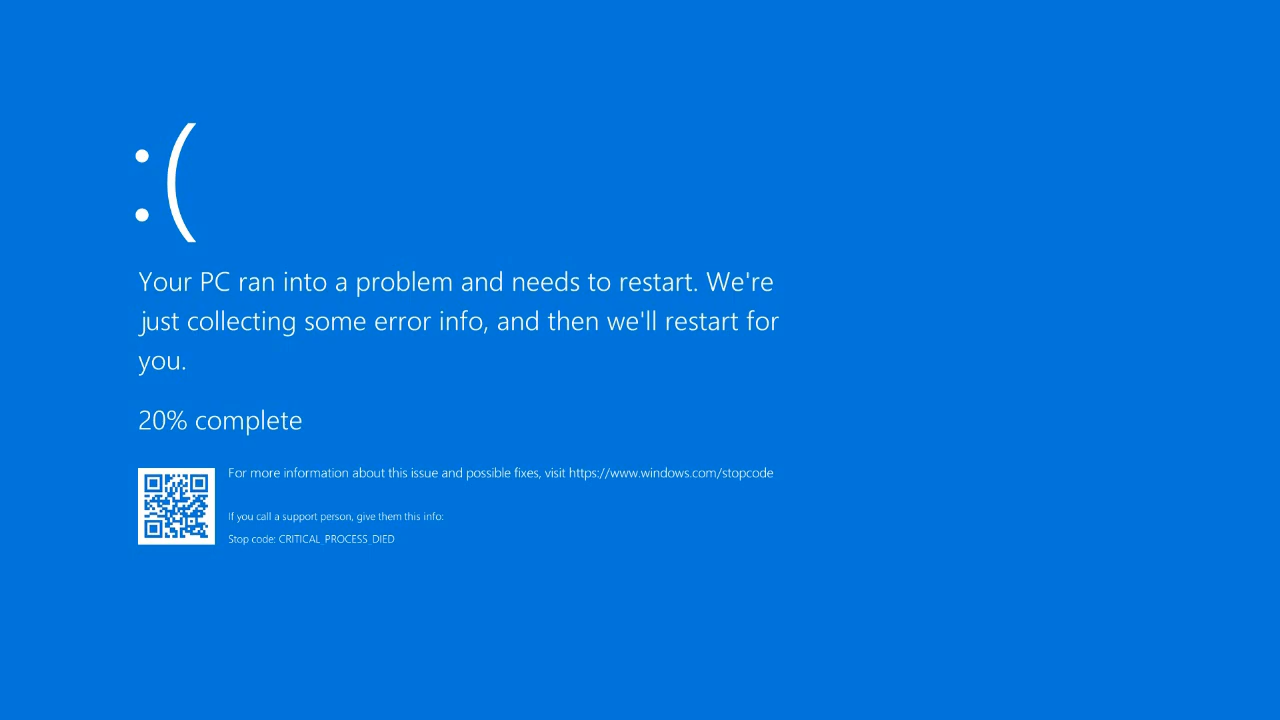 :(
Your PC ran into a problem and needs to restart. We're
just collecting some error info, and then we'll restart for
you.
20% complete
For more information about this issue and possible fixes, visit https://www.windows.com/stopcode
If you call a support person, give them this info:
Stop code: CRITICAL_PROCESS_DIED